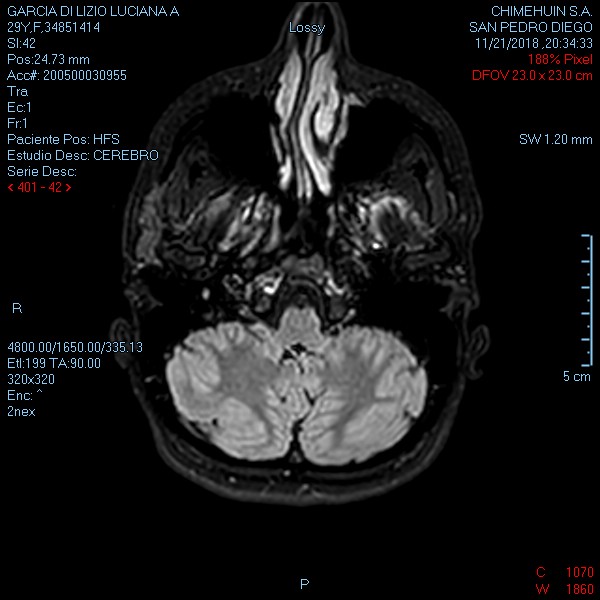 GARCIA DI LIZIO LUCIANA A
29Y,F,34851414
Sl:42
Pos:24.73 mm
Acc#: 200500030955
Tra
Ec:1
Fr:1
Paciente Pos: HFS
Estudio Desc: CEREBRO
Serie Desc:
< 401 - 42 >
Lossy
CHIMEHUIN S.A.
SAN PEDRO DIEGO
11/21/2018 ,20:34:33
188% Pixel
DFOV 23.0 x 23.0 cm
SW 1.20 mm
R
4800.00/1650.00/335.13
Etl:199 TA:90.00
320x320
Enc: ^
2nex
5 cm
P
C 1070
W 1860